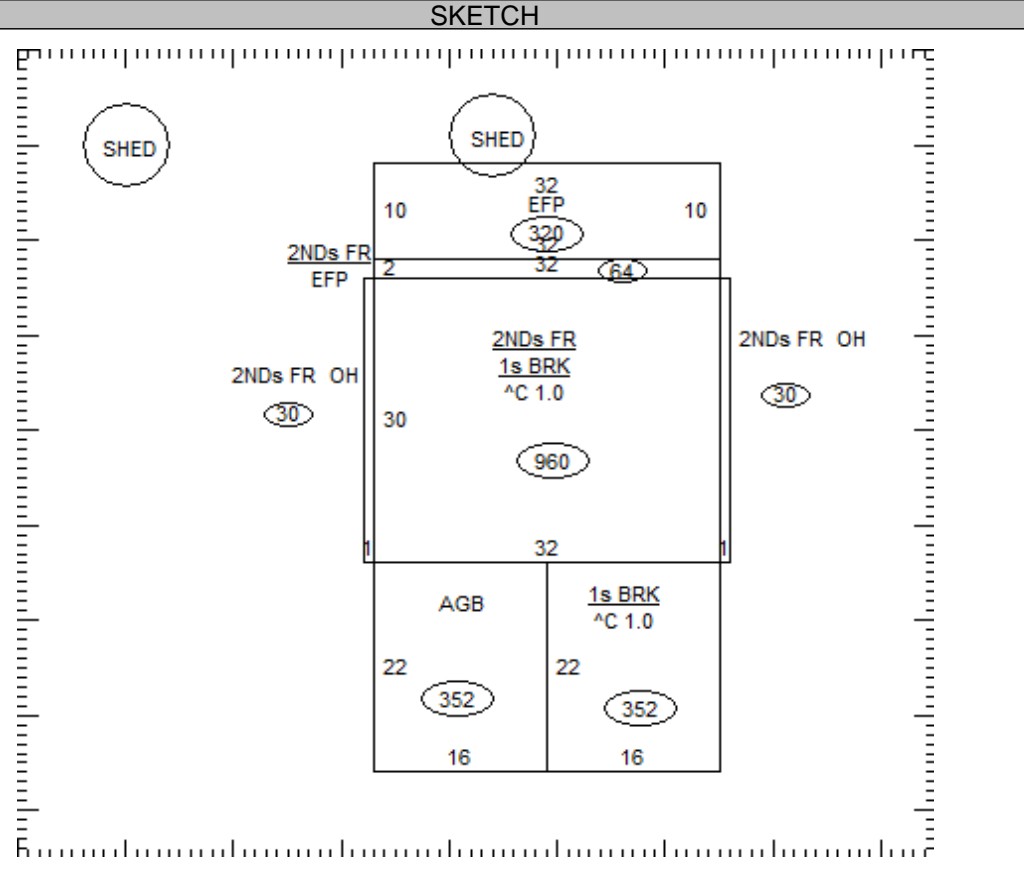 SKETCH
SHED
SHED
32
EFP
10
10
320
32
2NDs FR
EFP
2
32
64
2NDs FR
1s BRK
^C 1.0
2NDs FR OH
30
2NDs FR OH
30
30
960
1
32
1
AGB
1s BRK
^C 1.0
22
22
352
352
16
16